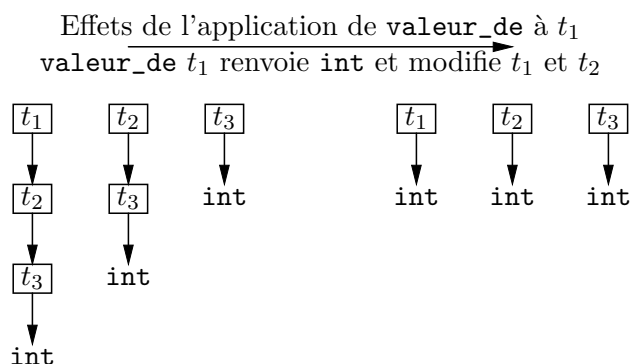 Effets de l'application de valeur_de à t₁
valeur_de t₁ renvoie int et modifie t₁ et t₂
t₁ t₂ t₃ t₁ t₂ t₃
t₂ t₃ int int int int
t₃ int
int